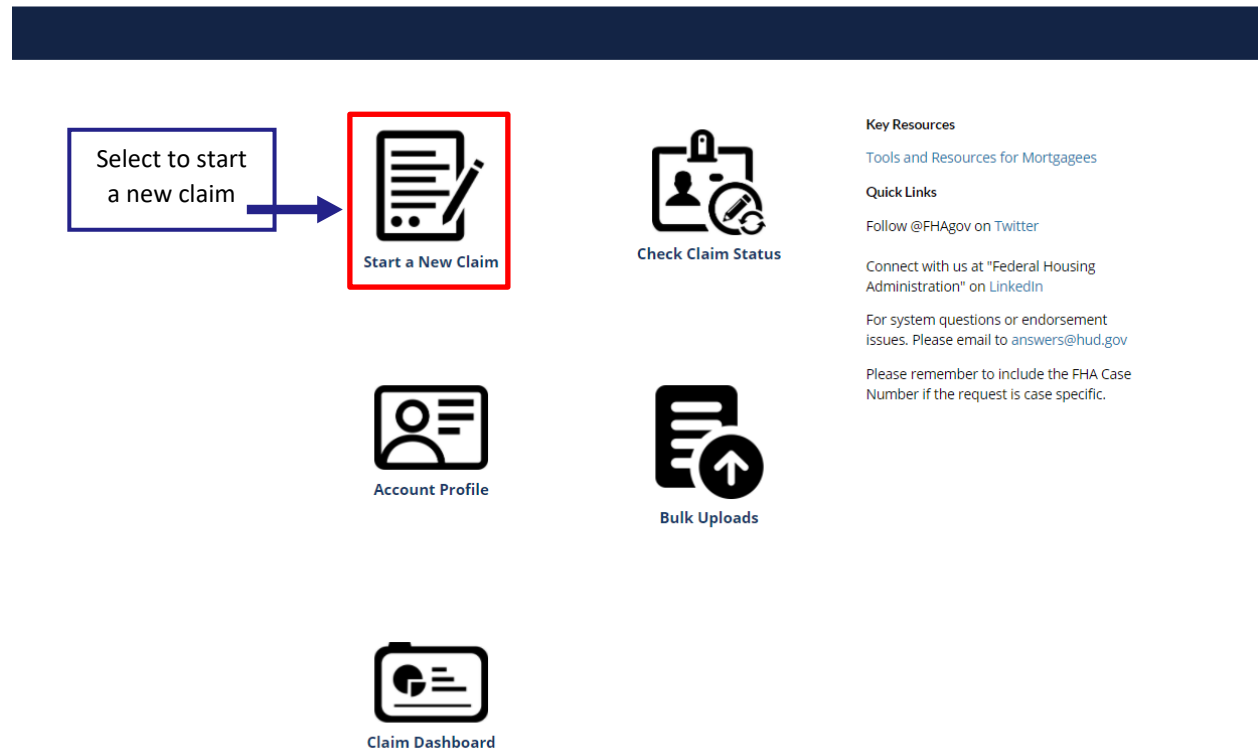 Select to start
a new claim
Start a New Claim
Check Claim Status
Account Profile
Bulk Uploads
Claim Dashboard
Key Resources
Tools and Resources for Mortgagees
Quick Links
Follow @FHAgov on Twitter
Connect with us at "Federal Housing
Administration" on LinkedIn
For system questions or endorsement
issues. Please email to answers@hud.gov
Please remember to include the FHA Case
Number if the request is case specific.